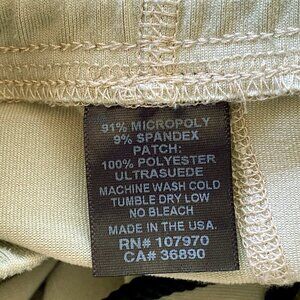 91% MICROPOLY
9% SPANDEX
PATCH:
100% POLYESTER
ULTRASUEDE
MACHINE WASH COLD
TUMBLE DRY LOW
NO BLEACH
MADE IN THE U.S.A.
RN# 107970
CA# 36890